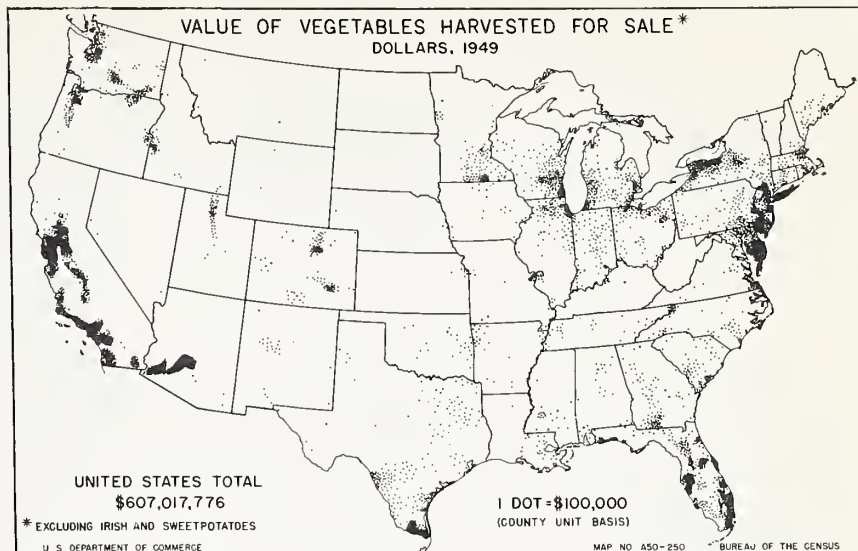 VALUE OF VEGETABLES HARVESTED FOR SALE*
DOLLARS, 1949
UNITED STATES TOTAL
$607,017,776
* EXCLUDING IRISH AND SWEETPOTATOES
U S DEPARTMENT OF COMMERCE
1 DOT = $100,000
(COUNTY UNIT BASIS)
MAP NO A50-250 BUREAU OF THE CENSUS